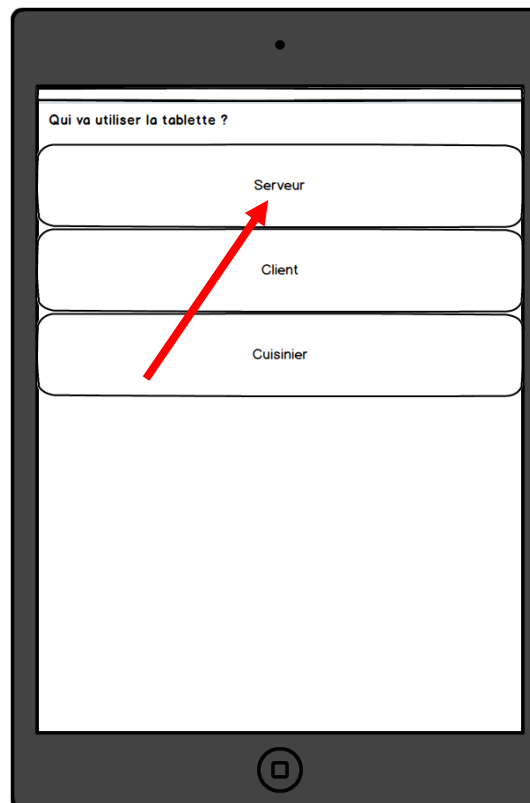 Qui va utiliser la tablette ?
Serveur
Client
Cuisinier